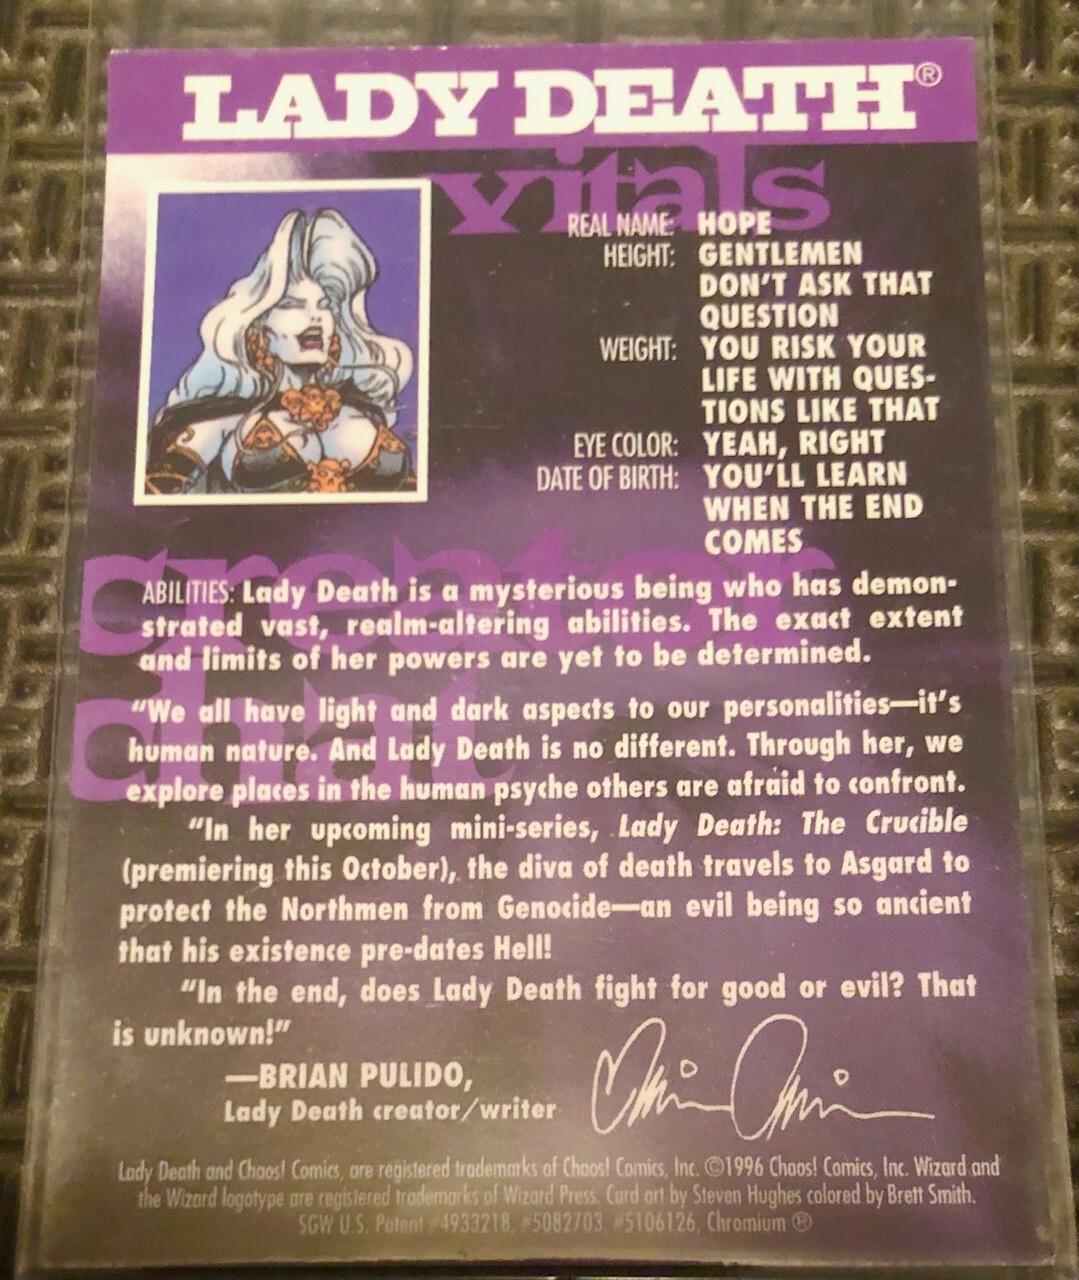 LADY DEATH®
vitals
REAL NAME: HOPE
HEIGHT: GENTLEMEN
DON'T ASK THAT
QUESTION
WEIGHT: YOU RISK YOUR
LIFE WITH QUES-
TIONS LIKE THAT
EYE COLOR: YEAH, RIGHT
DATE OF BIRTH: YOU'LL LEARN
WHEN THE END
COMES
creator
chat
ABILITIES: Lady Death is a mysterious being who has demon-
strated vast, realm-altering abilities. The exact extent
and limits of her powers are yet to be determined.
"We all have light and dark aspects to our personalities—it's
human nature. And Lady Death is no different. Through her, we
explore places in the human psyche others are afraid to confront.
"In her upcoming mini-series, Lady Death: The Crucible
(premiering this October), the diva of death travels to Asgard to
protect the Northmen from Genocide—an evil being so ancient
that his existence pre-dates Hell!
"In the end, does Lady Death fight for good or evil? That
is unknown!"
—BRIAN PULIDO,
Lady Death creator/writer
Lady Death and Chaos! Comics, are registered trademarks of Chaos! Comics, Inc. ©1996 Chaos! Comics, Inc. Wizard and
the Wizard logotype are registered trademarks of Wizard Press. Card art by Steven Hughes colored by Brett Smith.
SGW U.S. Patent #4933218, #5082703, #5106126, Chromium ®